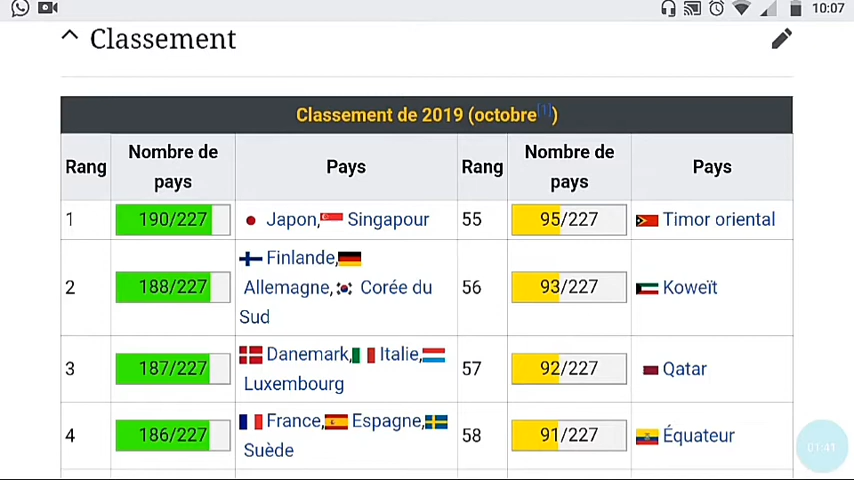 10:07
Classement
Classement de 2019 (octobre[1])
Rang
Nombre de
pays
Pays
Rang
Nombre de
pays
Pays
1
190/227
Japon, Singapour
55
95/227
Timor oriental
2
188/227
Finlande,
Allemagne, Corée du
Sud
56
93/227
Koweït
3
187/227
Danemark, Italie,
Luxembourg
57
92/227
Qatar
4
186/227
France, Espagne,
Suède
58
91/227
Équateur
01:41